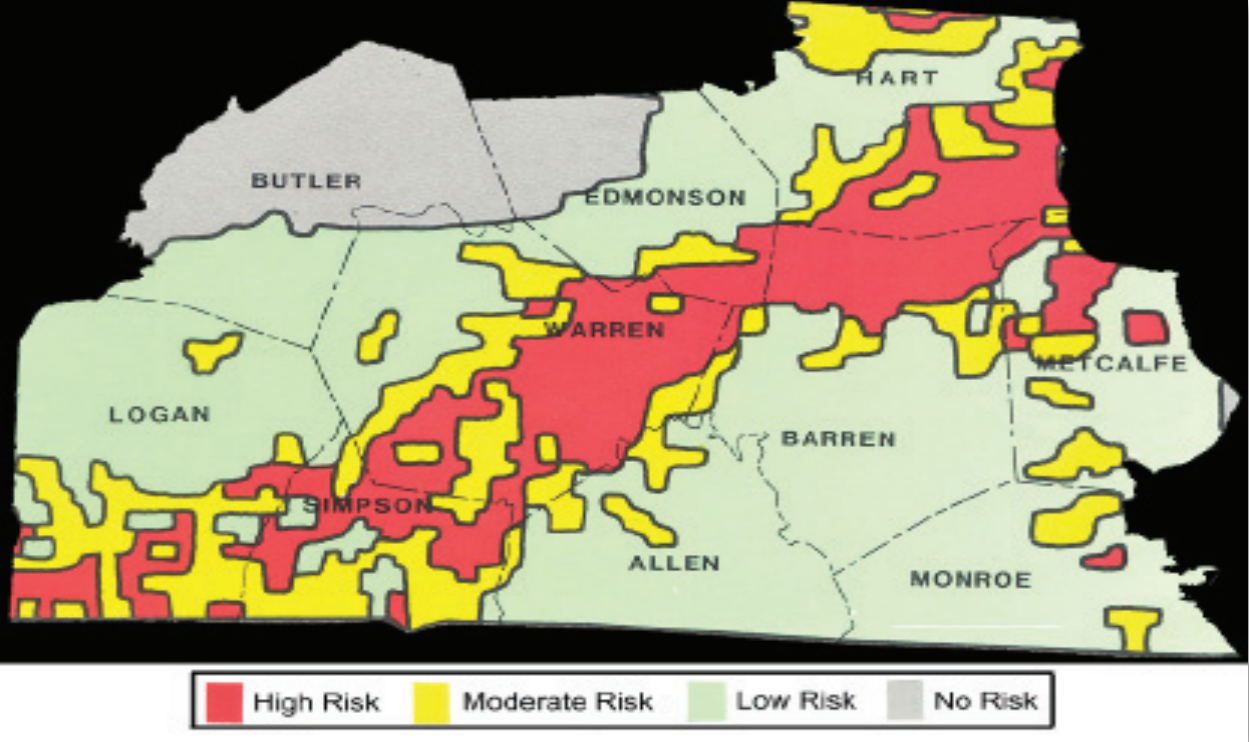 HART
BUTLER
EDMONSON
WARREN
METCALFE
LOGAN
BARREN
SIMPSON
ALLEN
MONROE
High Risk Moderate Risk Low Risk No Risk